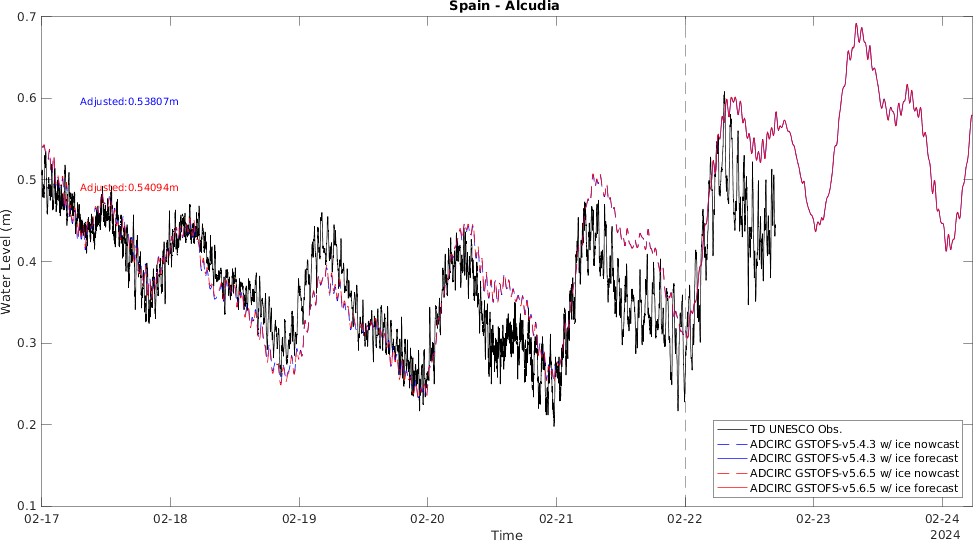 Spain - Alcudia
0.7
0.6
0.5
0.4
0.3
0.2
0.1
Water Level (m)
Adjusted:0.53807m
Adjusted:0.54094m
TD UNESCO Obs.
ADCIRC GSTOFS-v5.4.3 w/ ice nowcast
ADCIRC GSTOFS-v5.4.3 w/ ice forecast
ADCIRC GSTOFS-v5.6.5 w/ ice nowcast
ADCIRC GSTOFS-v5.6.5 w/ ice forecast
02-17 02-18 02-19 02-20 02-21 02-22 02-23 02-24
Time
2024